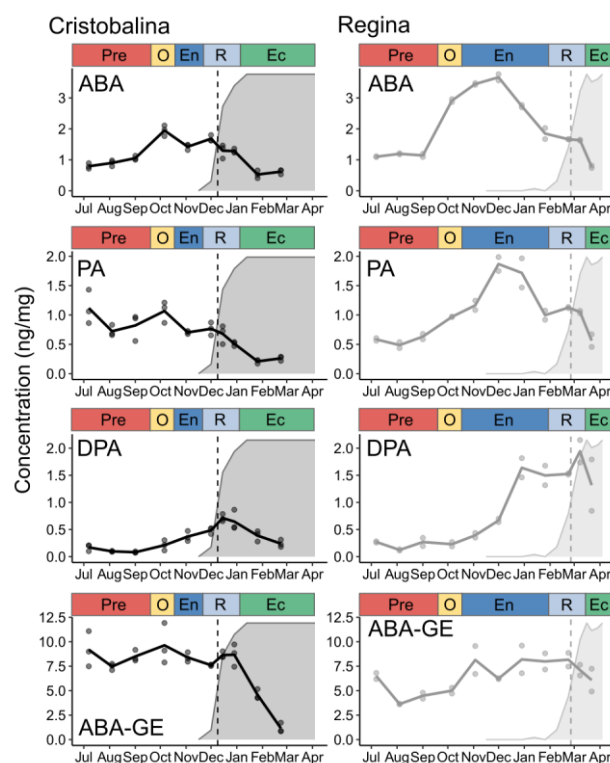 Cristobalina Regina
Pre O En R Ec Pre O En R Ec
ABA ABA
3 3
2 2
1 1
0 0
Jul Aug Sep Oct Nov Dec Jan Feb Mar Apr Jul Aug Sep Oct Nov Dec Jan Feb Mar Apr
Pre O En R Ec Pre O En R Ec
2.0 PA 2.0 PA
1.5 1.5
1.0 1.0
0.5 0.5
0.0 0.0
Jul Aug Sep Oct Nov Dec Jan Feb Mar Apr Jul Aug Sep Oct Nov Dec Jan Feb Mar Apr
Concentration (ng/mg)
Pre O En R Ec Pre O En R Ec
2.0 DPA 2.0 DPA
1.5 1.5
1.0 1.0
0.5 0.5
0.0 0.0
Jul Aug Sep Oct Nov Dec Jan Feb Mar Apr Jul Aug Sep Oct Nov Dec Jan Feb Mar Apr
Pre O En R Ec Pre O En R Ec
12.5 12.5 ABA-GE
10.0 10.0
7.5 7.5
5.0 5.0
2.5 2.5
0.0 ABA-GE 0.0
Jul Aug Sep Oct Nov Dec Jan Feb Mar Apr Jul Aug Sep Oct Nov Dec Jan Feb Mar Apr